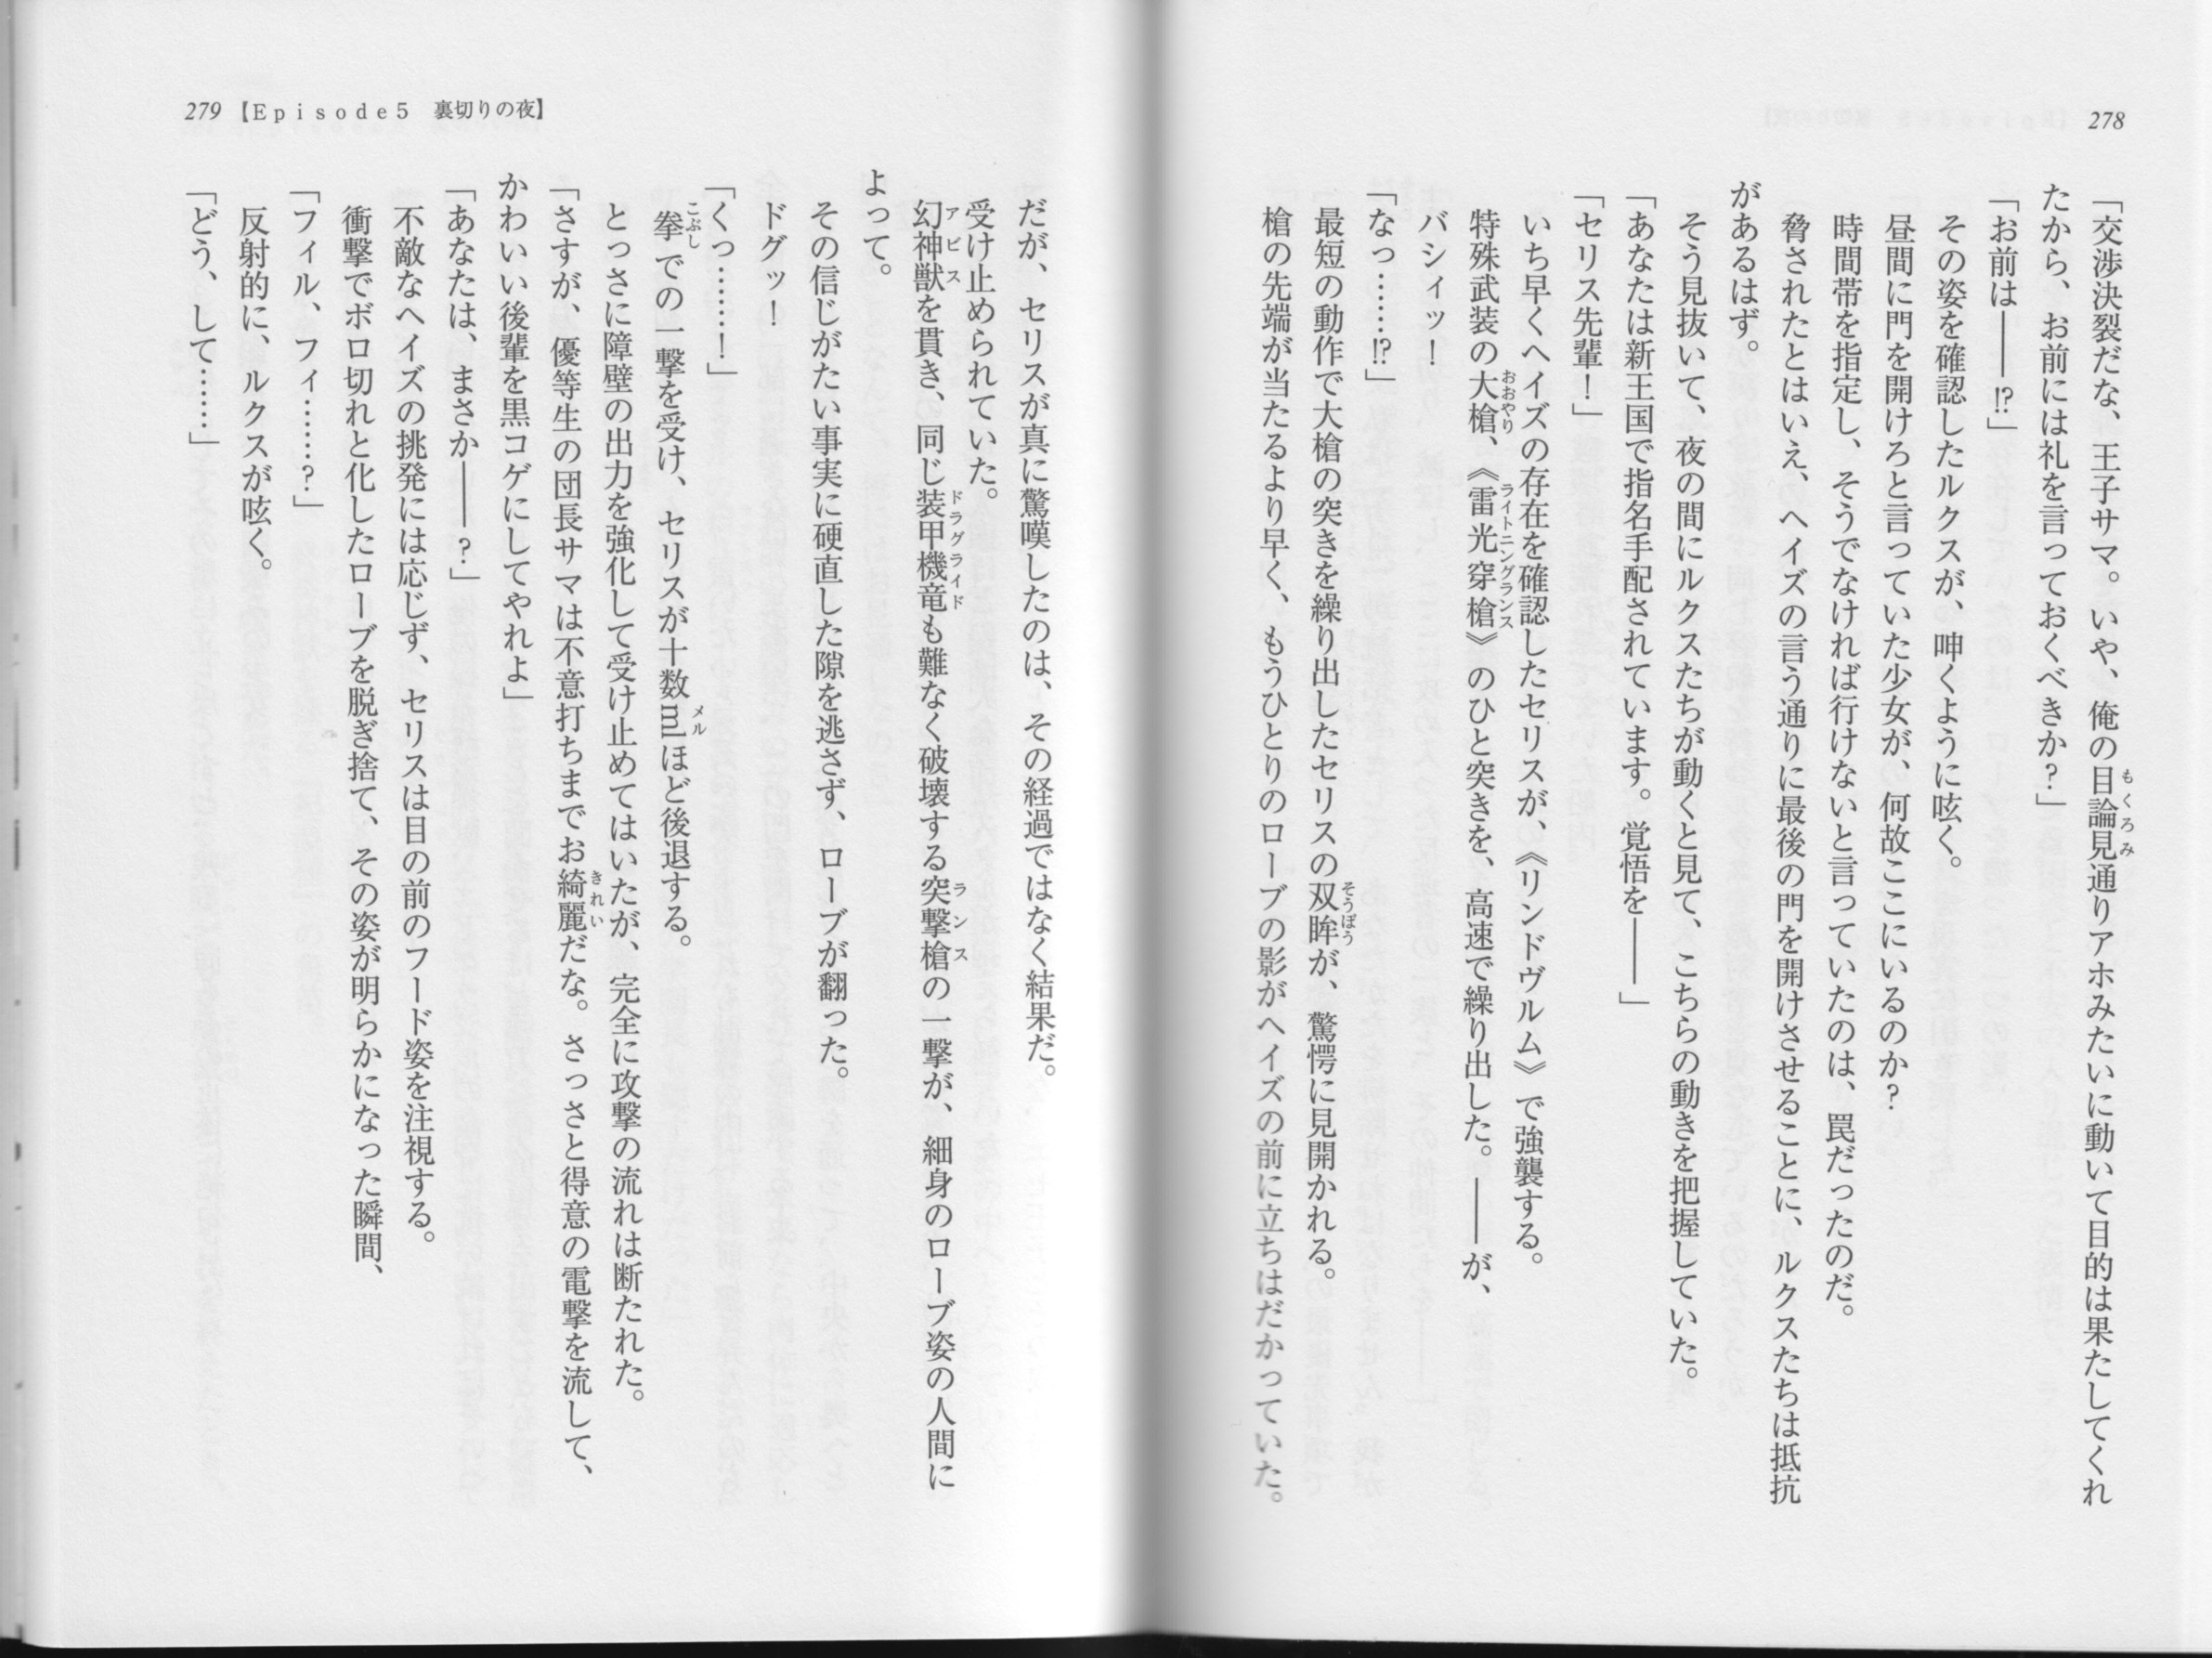 278
「交渉決裂だな、王子サマ。いや、俺の目論見通りアホみたいに動いて目的は果たしてくれ
たから、お前には礼を言っておくべきか？」
「お前は――⁉」
その姿を確認したルクスが、呻くように呟く。
昼間に門を開けろと言っていた少女が、何故ここにいるのか？
時間帯を指定し、そうでなければ行けないと言っていたのは、罠だったのだ。
脅されたとはいえ、ヘイズの言う通りに最後の門を開けさせることに、ルクスたちは抵抗
があるはず。
そう見抜いて、夜の間にルクスたちが動くと見て、こちらの動きを把握していた。
「あなたは新王国で指名手配されています。覚悟を――」
「セリス先輩！」
いち早くヘイズの存在を確認したセリスが、《リンドヴルム》で強襲する。
特殊武装の大槍、《雷光穿槍》のひと突きを、高速で繰り出した。――が、
バシィッ！
「なっ……⁉」
最短の動作で大槍の突きを繰り出したセリスの双眸が、驚愕に見開かれる。
槍の先端が当たるより早く、もうひとりのローブの影がヘイズの前に立ちはだかっていた。
279【Episode5　裏切りの夜】
だが、セリスが真に驚嘆したのは、その経過ではなく結果だ。
受け止められていた。
幻神獣を貫き、同じ装甲機竜も難なく破壊する突撃槍の一撃が、細身のローブ姿の人間に
よって。
その信じがたい事実に硬直した隙を逃さず、ローブが翻った。
ドグッ！
「くっ……！」
拳での一撃を受け、セリスが十数mlほど後退する。
とっさに障壁の出力を強化して受け止めてはいたが、完全に攻撃の流れは断たれた。
「さすが、優等生の団長サマは不意打ちまでお綺麗だな。さっさと得意の電撃を流して、
かわいい後輩を黒コゲにしてやれよ」
「あなたは、まさか――？」
不敵なヘイズの挑発には応じず、セリスは目の前のフード姿を注視する。
衝撃でボロ切れと化したローブを脱ぎ捨て、その姿が明らかになった瞬間、
「フィル、フィ……？」
反射的に、ルクスが呟く。
「どう、して……」